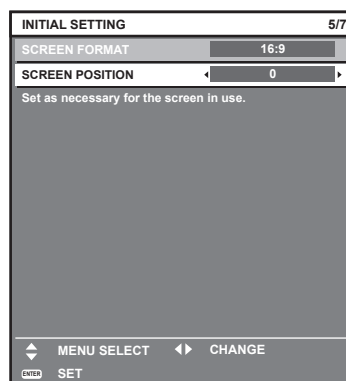 INITIAL SETTING 5/7
SCREEN FORMAT 16:9
SCREEN POSITION 0
Set as necessary for the screen in use.
MENU SELECT CHANGE
ENTER SET